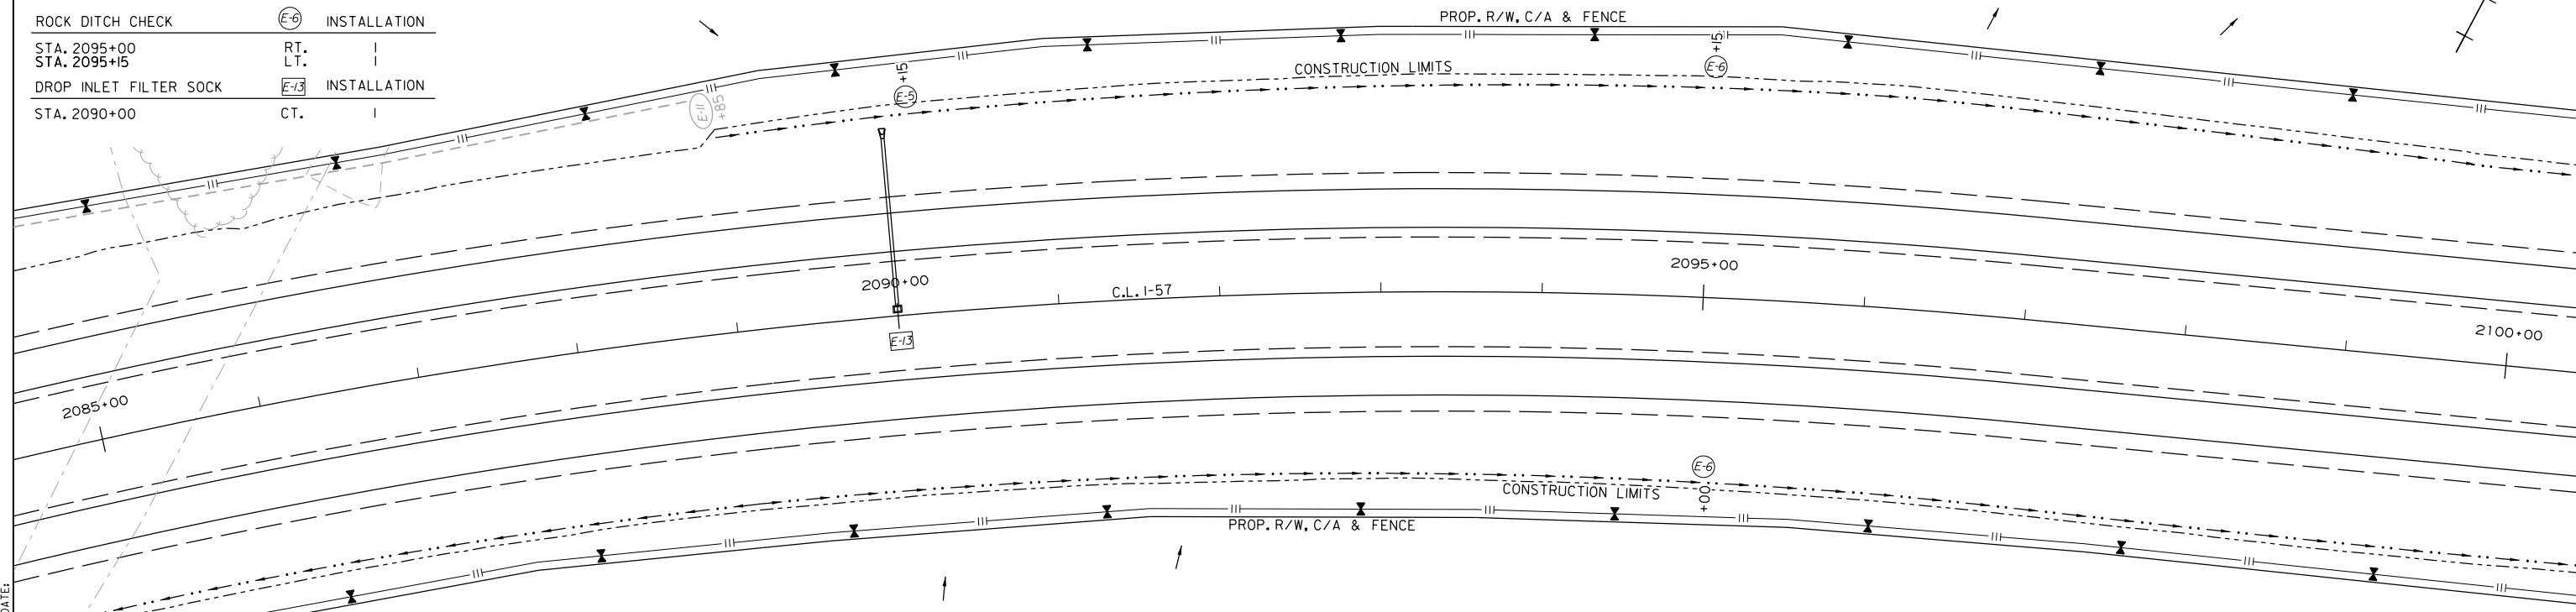 ROCK DITCH CHECK E-6 INSTALLATION
STA. 2095+00 RT. 1
STA. 2095+15 LT. 1
DROP INLET FILTER SOCK E-13 INSTALLATION
STA. 2090+00 CT. 1
PROP. R/W, C/A & FENCE
+15
E-6
CONSTRUCTION LIMITS
+15
E-5
E-11
+85
2095+00
2090+00
C.L. I-57
2100+00
E-13
2085+00
E-6
+00
CONSTRUCTION LIMITS
PROP. R/W, C/A & FENCE
DATE: